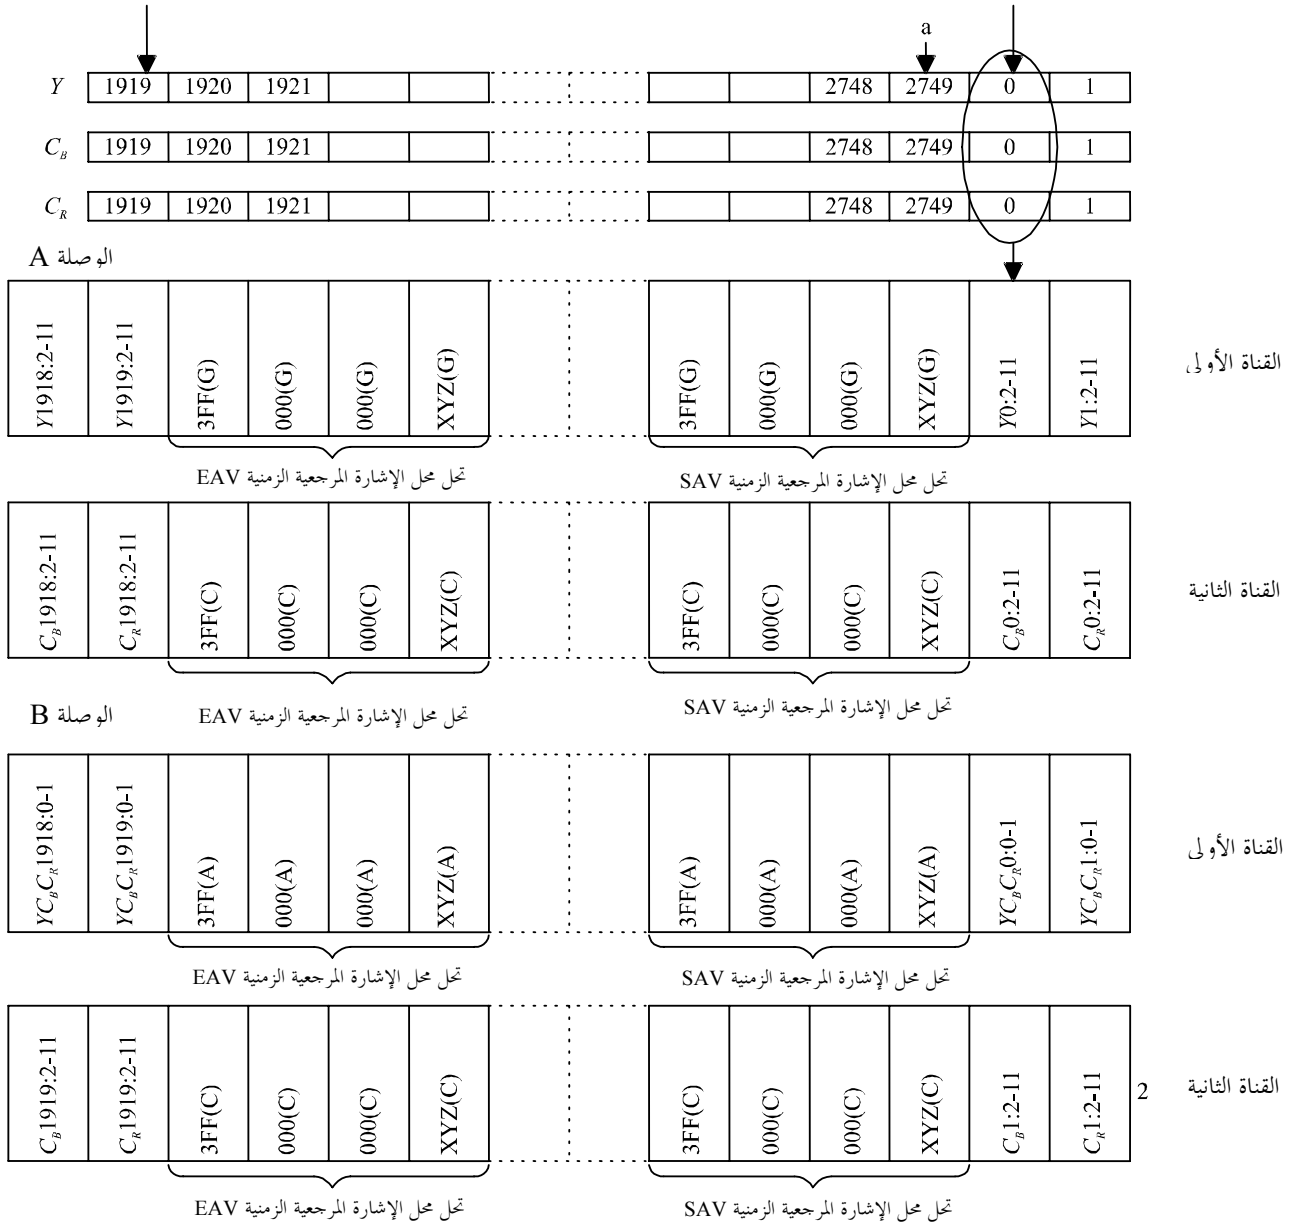 a
Y 1919 1920 1921 2748 2749 0 1
C_B 1919 1920 1921 2748 2749 0 1
C_R 1919 1920 1921 2748 2749 0 1
الوصلة A
Y1918:2-11 Y1919:2-11 3FF(G) 000(G) 000(G) XYZ(G) 3FF(G) 000(G) 000(G) XYZ(G) Y0:2-11 Y1:2-11
القناة الأولى
تحل محل الإشارة المرجعية الزمنية EAV
تحل محل الإشارة المرجعية الزمنية SAV
C_B1918:2-11 C_R1918:2-11 3FF(C) 000(C) 000(C) XYZ(C) 3FF(C) 000(C) 000(C) XYZ(C) C_B0:2-11 C_R0:2-11
القناة الثانية
تحل محل الإشارة المرجعية الزمنية EAV
تحل محل الإشارة المرجعية الزمنية SAV
الوصلة B
YC_BC_R1918:0-1 YC_BC_R1919:0-1 3FF(A) 000(A) 000(A) XYZ(A) 3FF(A) 000(A) 000(A) XYZ(A) YC_BC_R0:0-1 YC_BC_R1:0-1
القناة الأولى
تحل محل الإشارة المرجعية الزمنية EAV
تحل محل الإشارة المرجعية الزمنية SAV
C_B1919:2-11 C_R1919:2-11 3FF(C) 000(C) 000(C) XYZ(C) 3FF(C) 000(C) 000(C) XYZ(C) C_B1:2-11 C_R1:2-11 2
القناة الثانية
تحل محل الإشارة المرجعية الزمنية EAV
تحل محل الإشارة المرجعية الزمنية SAV